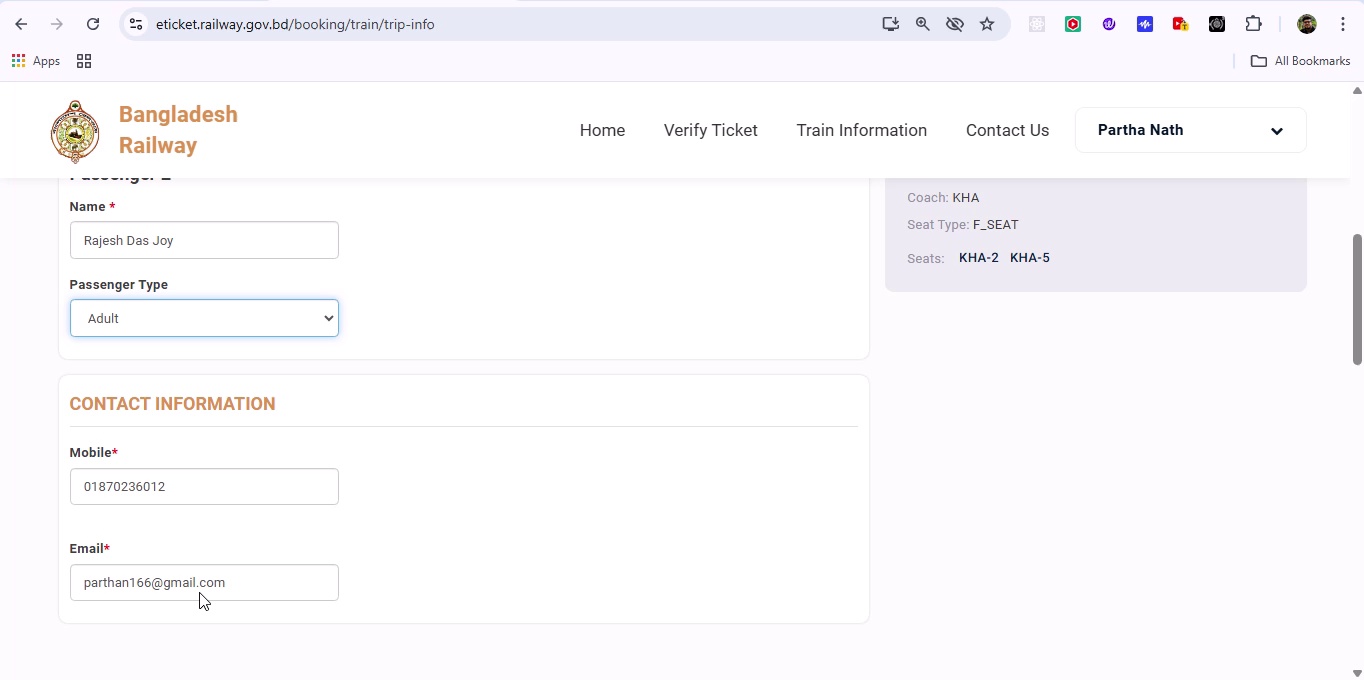 eticket.railway.gov.bd/booking/train/trip-info
Apps
All Bookmarks
Bangladesh
Railway
Home
Verify Ticket
Train Information
Contact Us
Partha Nath
Passenger 2
Name *
Rajesh Das Joy
Passenger Type
Adult
Coach: KHA
Seat Type: F_SEAT
Seats: KHA-2 KHA-5
CONTACT INFORMATION
Mobile*
01870236012
Email*
parthan166@gmail.com